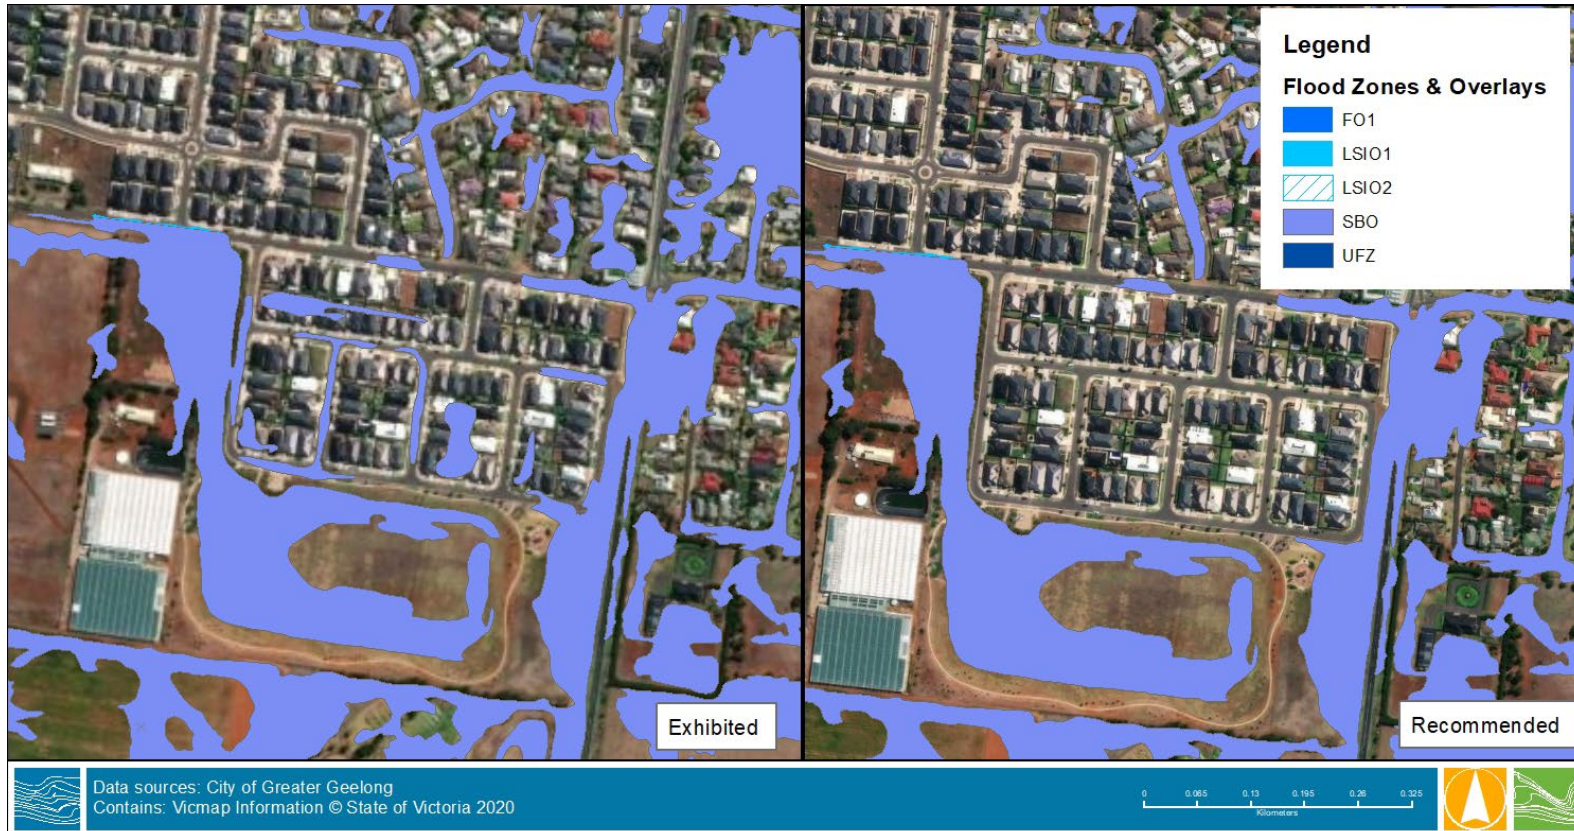 Legend
Flood Zones & Overlays
FO1
LSIO1
LSIO2
SBO
UFZ
Exhibited
Recommended
Data sources: City of Greater Geelong
Contains: Vicmap Information © State of Victoria 2020
0 0.065 0.13 0.195 0.26 0.325
Kilometers